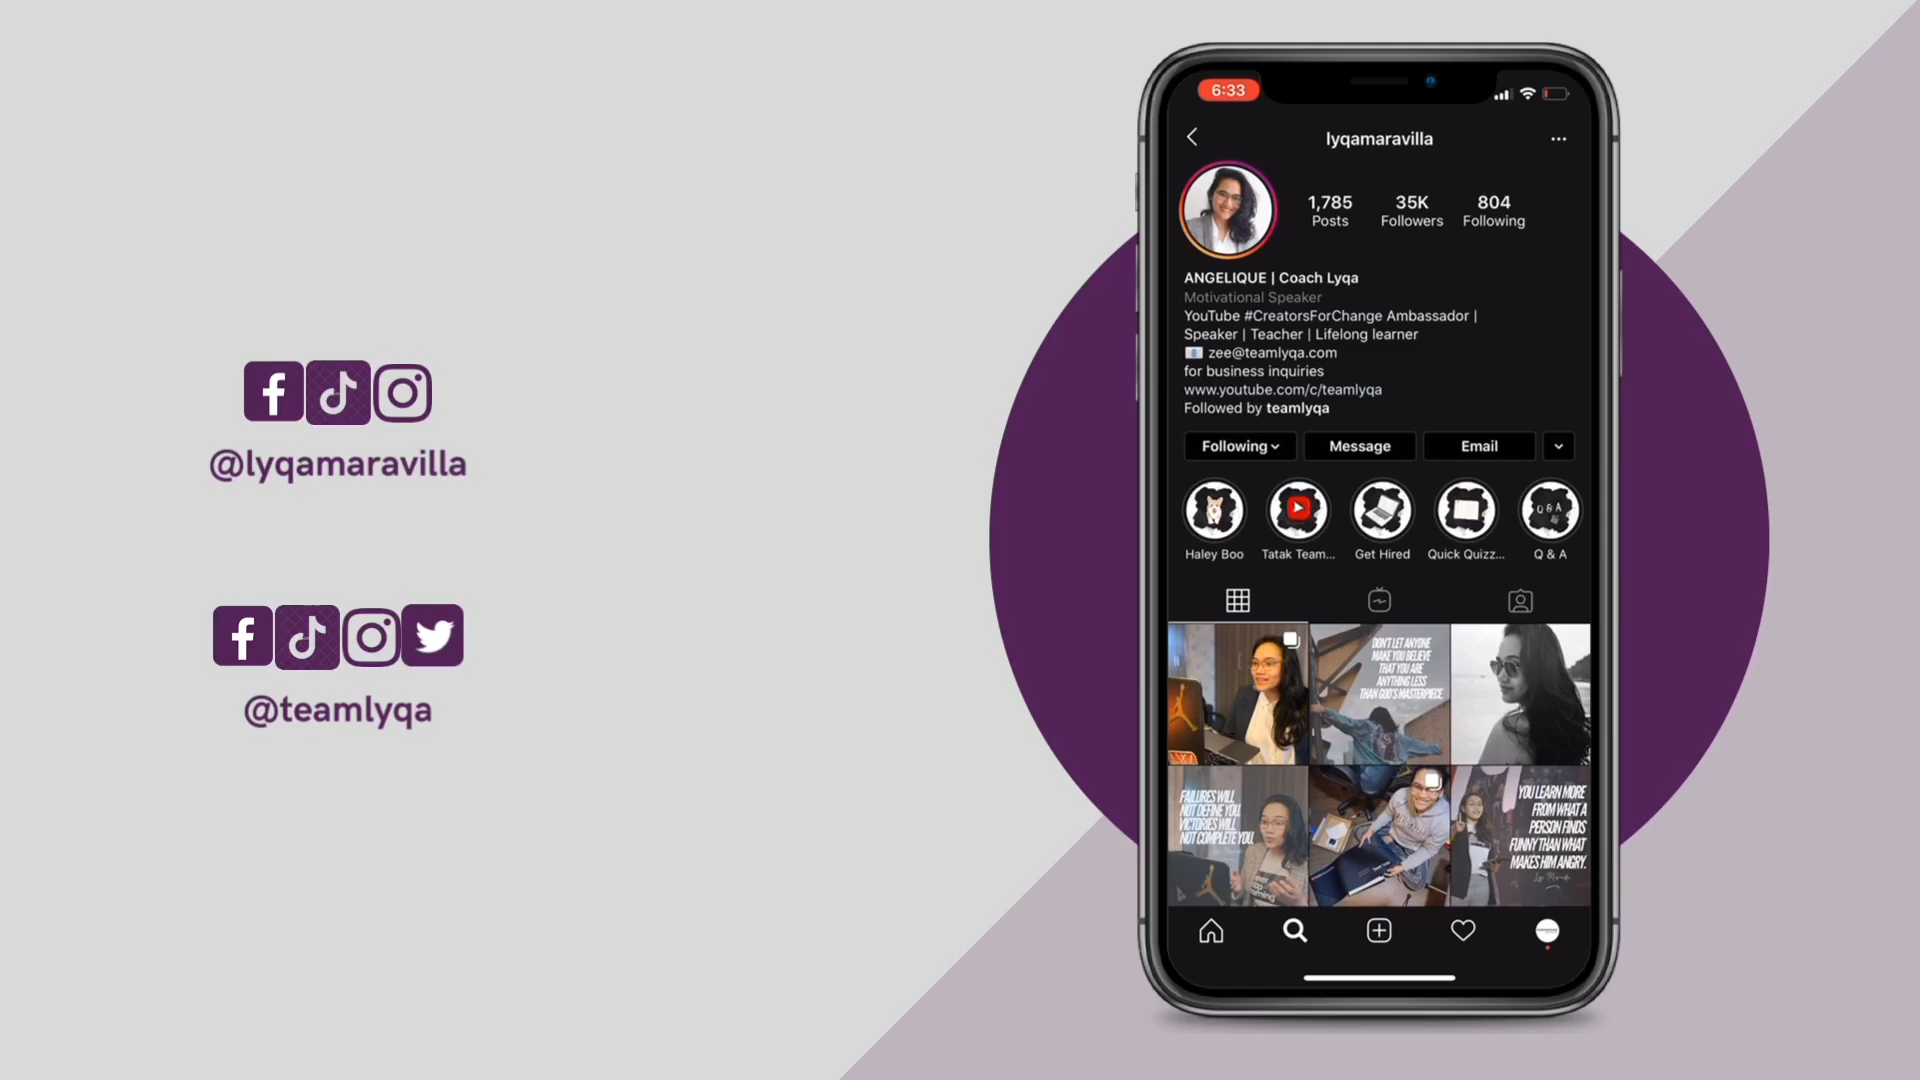 @lyqamaravilla
@teamlyqa
6:33
lyqamaravilla
1,785
Posts
35K
Followers
804
Following
ANGELIQUE | Coach Lyqa
Motivational Speaker
YouTube #CreatorsForChange Ambassador |
Speaker | Teacher | Lifelong learner
zee@teamlyqa.com
for business inquiries
www.youtube.com/c/teamlyqa
Followed by teamlyqa
Following
Message
Email
Haley Boo
Tatak Team...
Get Hired
Quick Quizz...
Q & A
Q & A
DON'T LET ANYONE
MAKE YOU BELIEVE
THAT YOU ARE
ANYTHING LESS
THAN GOD'S MASTERPIECE.
FAILURES WILL
NOT DEFINE YOU.
VICTORIES WILL
NOT COMPLETE YOU.
YOU LEARN MORE
FROM WHAT A
PERSON FINDS
FUNNY THAN WHAT
MAKES HIM ANGRY.